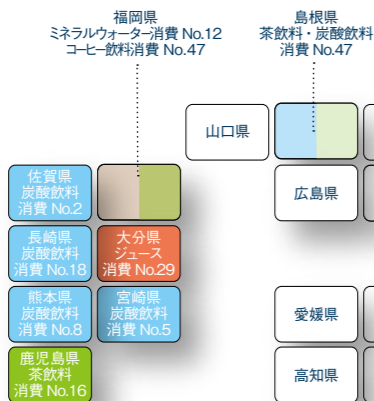 福岡県
ミネラルウォーター消費 No.12
コーヒー飲料消費 No.47
島根県
茶飲料・炭酸飲料
消費 No.47
山口県
佐賀県
炭酸飲料
消費 No.2
広島県
長崎県
炭酸飲料
消費 No.18
大分県
ジュース
消費 No.29
熊本県
炭酸飲料
消費 No.8
宮崎県
炭酸飲料
消費 No.5
愛媛県
鹿児島県
茶飲料
消費 No.16
高知県